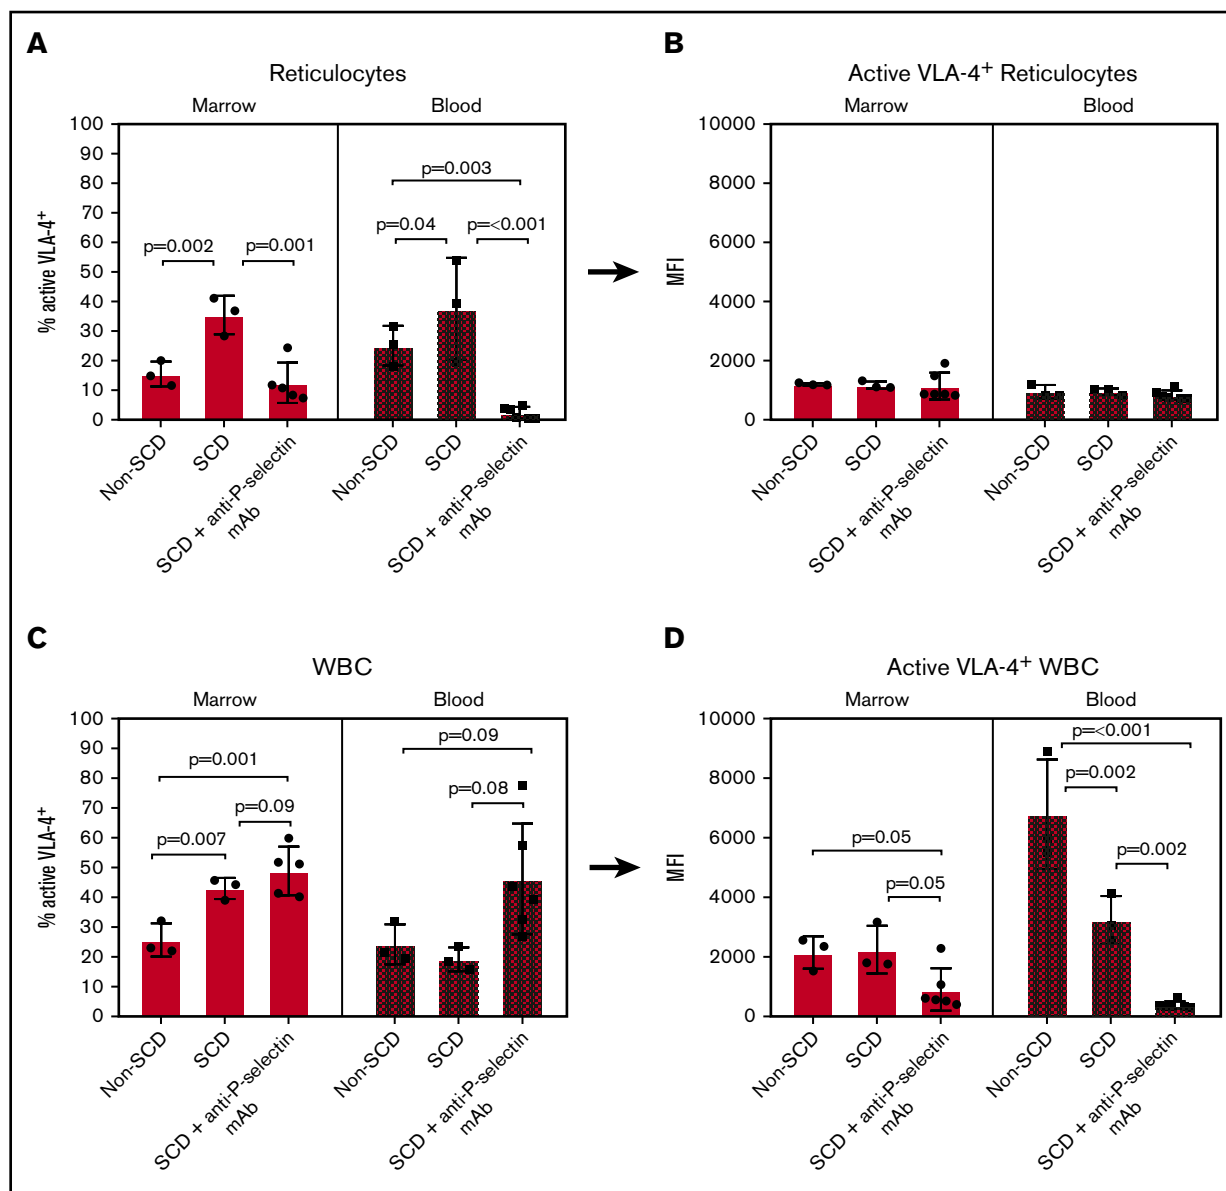 A
Reticulocytes
Marrow
Blood
% active VLA-4⁺
100
90
80
70
60
50
40
30
20
10
0
p=0.002
p=0.001
p=0.003
p=0.04
p=<0.001
Non-SCD
SCD
SCD + anti-P-selectin
mAb
Non-SCD
SCD
SCD + anti-P-selectin
mAb
B
Active VLA-4⁺ Reticulocytes
Marrow
Blood
MFI
10000
8000
6000
4000
2000
0
Non-SCD
SCD
SCD + anti-P-selectin
mAb
Non-SCD
SCD
SCD + anti-P-selectin
mAb
C
WBC
Marrow
Blood
% active VLA-4⁺
100
90
80
70
60
50
40
30
20
10
0
p=0.001
p=0.09
p=0.007
p=0.09
p=0.08
Non-SCD
SCD
SCD + anti-P-selectin
mAb
Non-SCD
SCD
SCD + anti-P-selectin
mAb
D
Active VLA-4⁺ WBC
Marrow
Blood
MFI
10000
8000
6000
4000
2000
0
p=0.05
p=0.05
p=<0.001
p=0.002
p=0.002
Non-SCD
SCD
SCD + anti-P-selectin
mAb
Non-SCD
SCD
SCD + anti-P-selectin
mAb